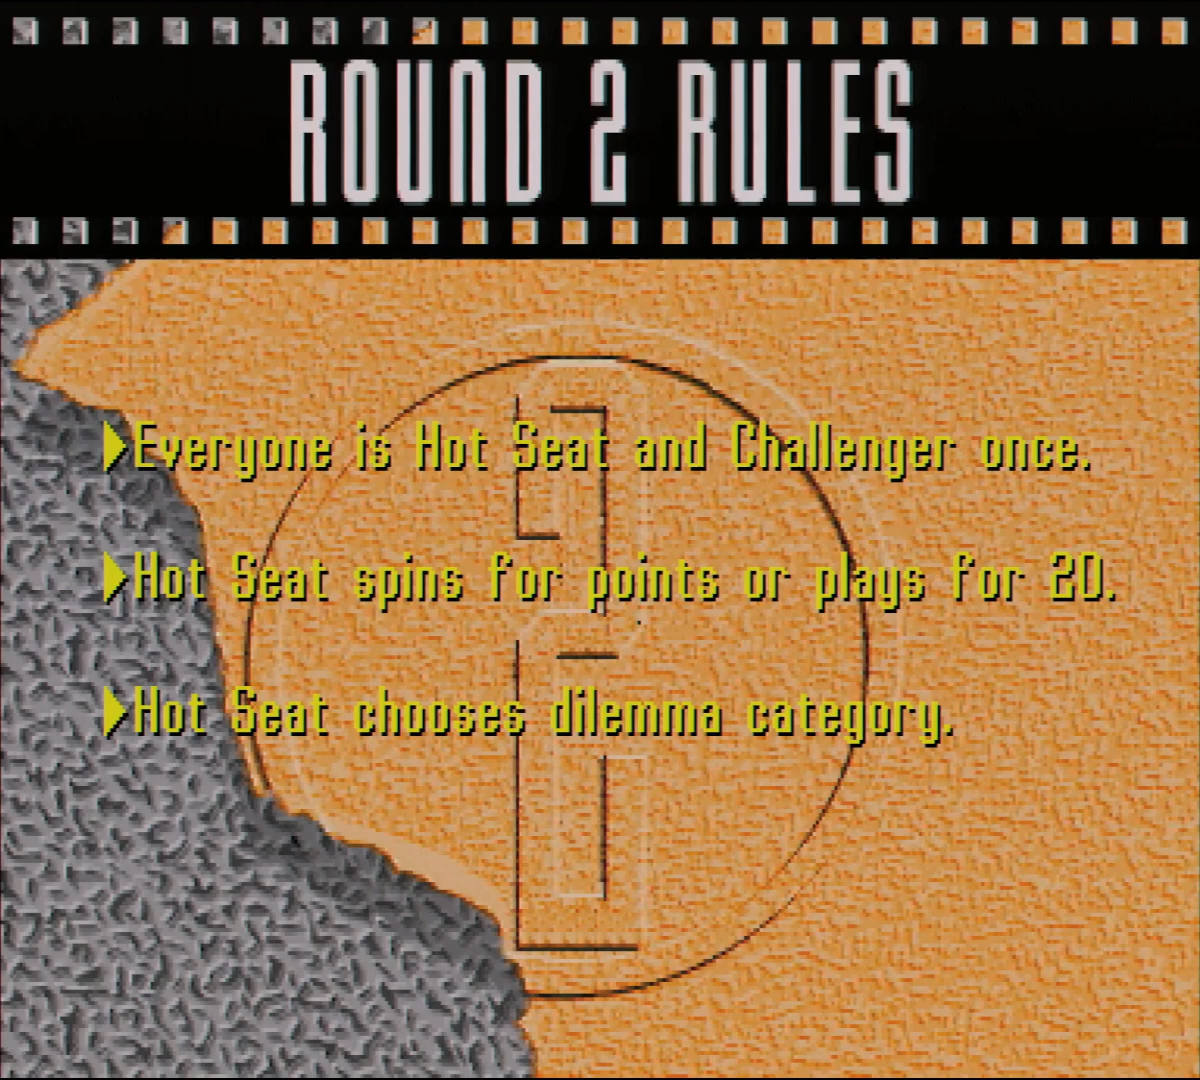 ROUND 2 RULES
Everyone is Hot Seat and Challenger once.
Hot Seat spins for points or plays for 20.
Hot Seat chooses dilemma category.